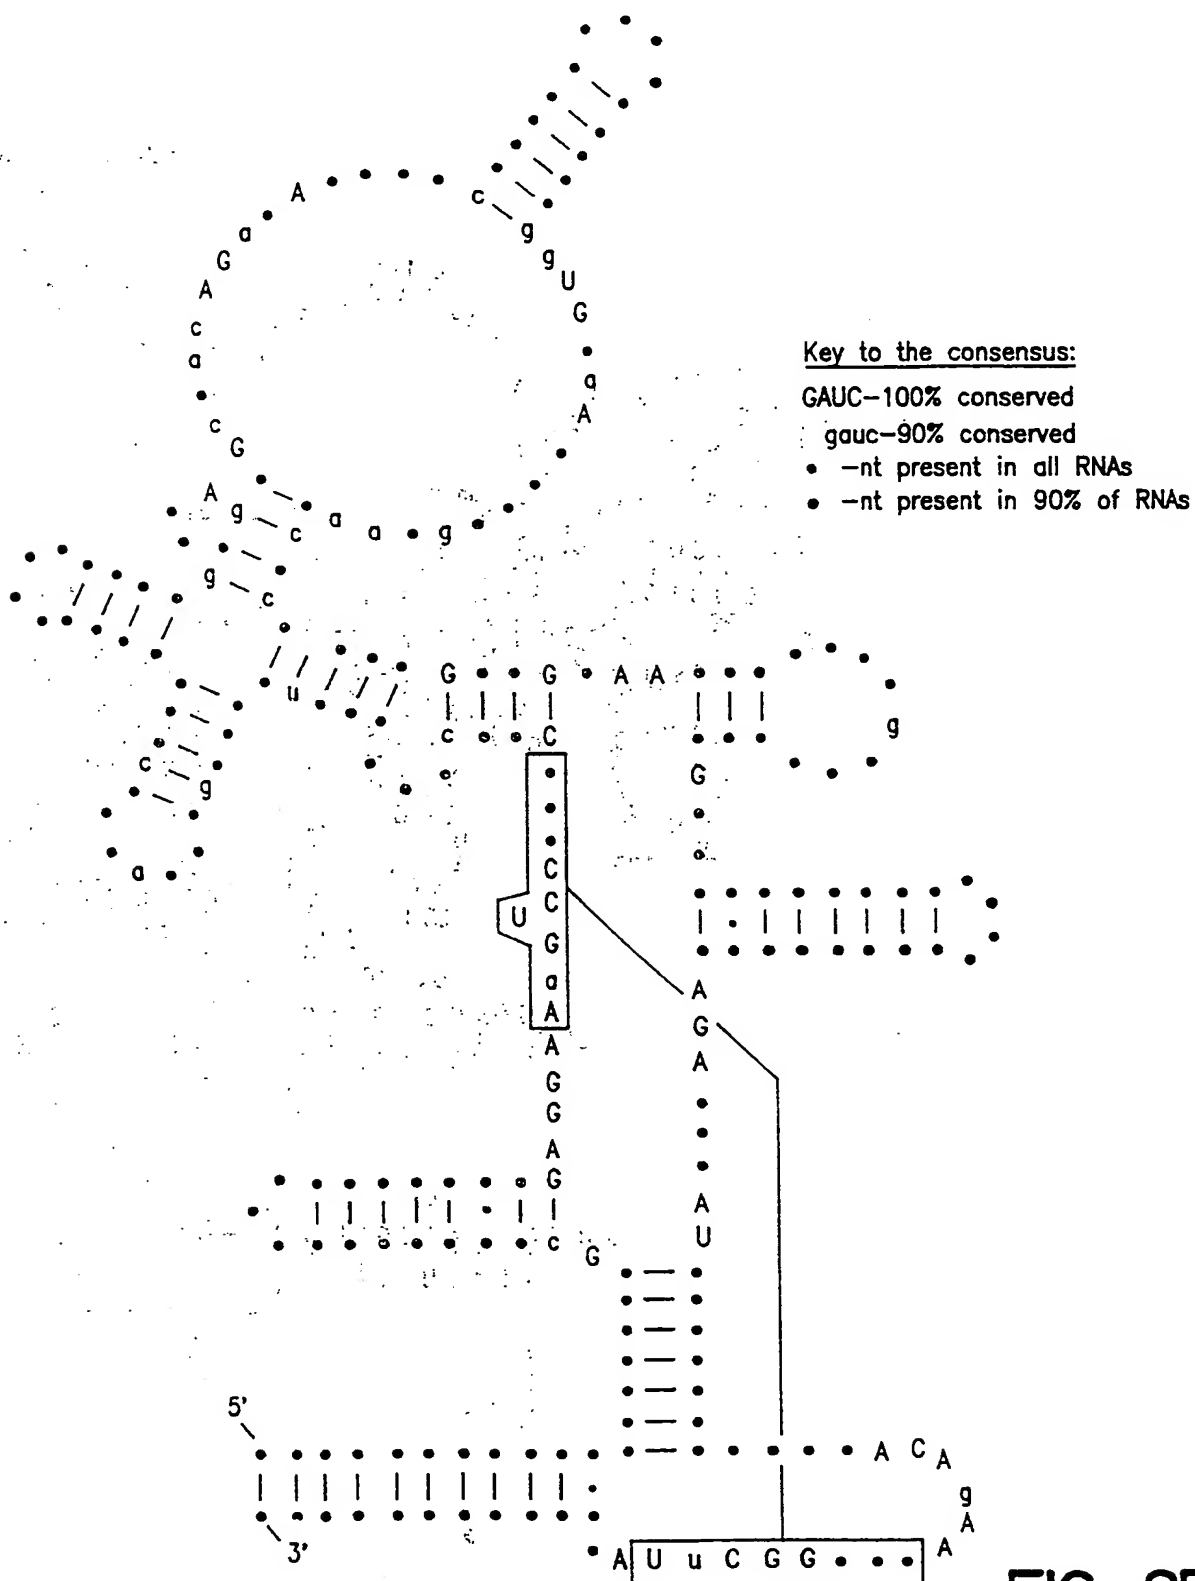 A
c
a
g
G
g
A
U
c
G
a
a
c
A
G
A
g
c
a
a
g
g
c
u
G G A A
c C
g
G
c
g
a
C
U C
G
a
A
A
G
G
A
G
c G
A
G
A
A
U
Key to the consensus:
GAUC–100% conserved
gauc–90% conserved
• –nt present in all RNAs
• –nt present in 90% of RNAs
5'
3'
A C A
g
A
A
A U u C G G • • •